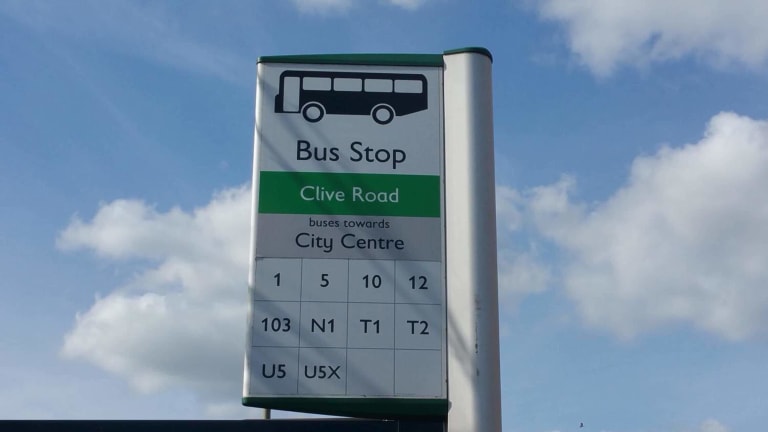 Bus Stop
Clive Road
buses towards
City Centre
1 5 10 12
103 N1 T1 T2
U5 U5X